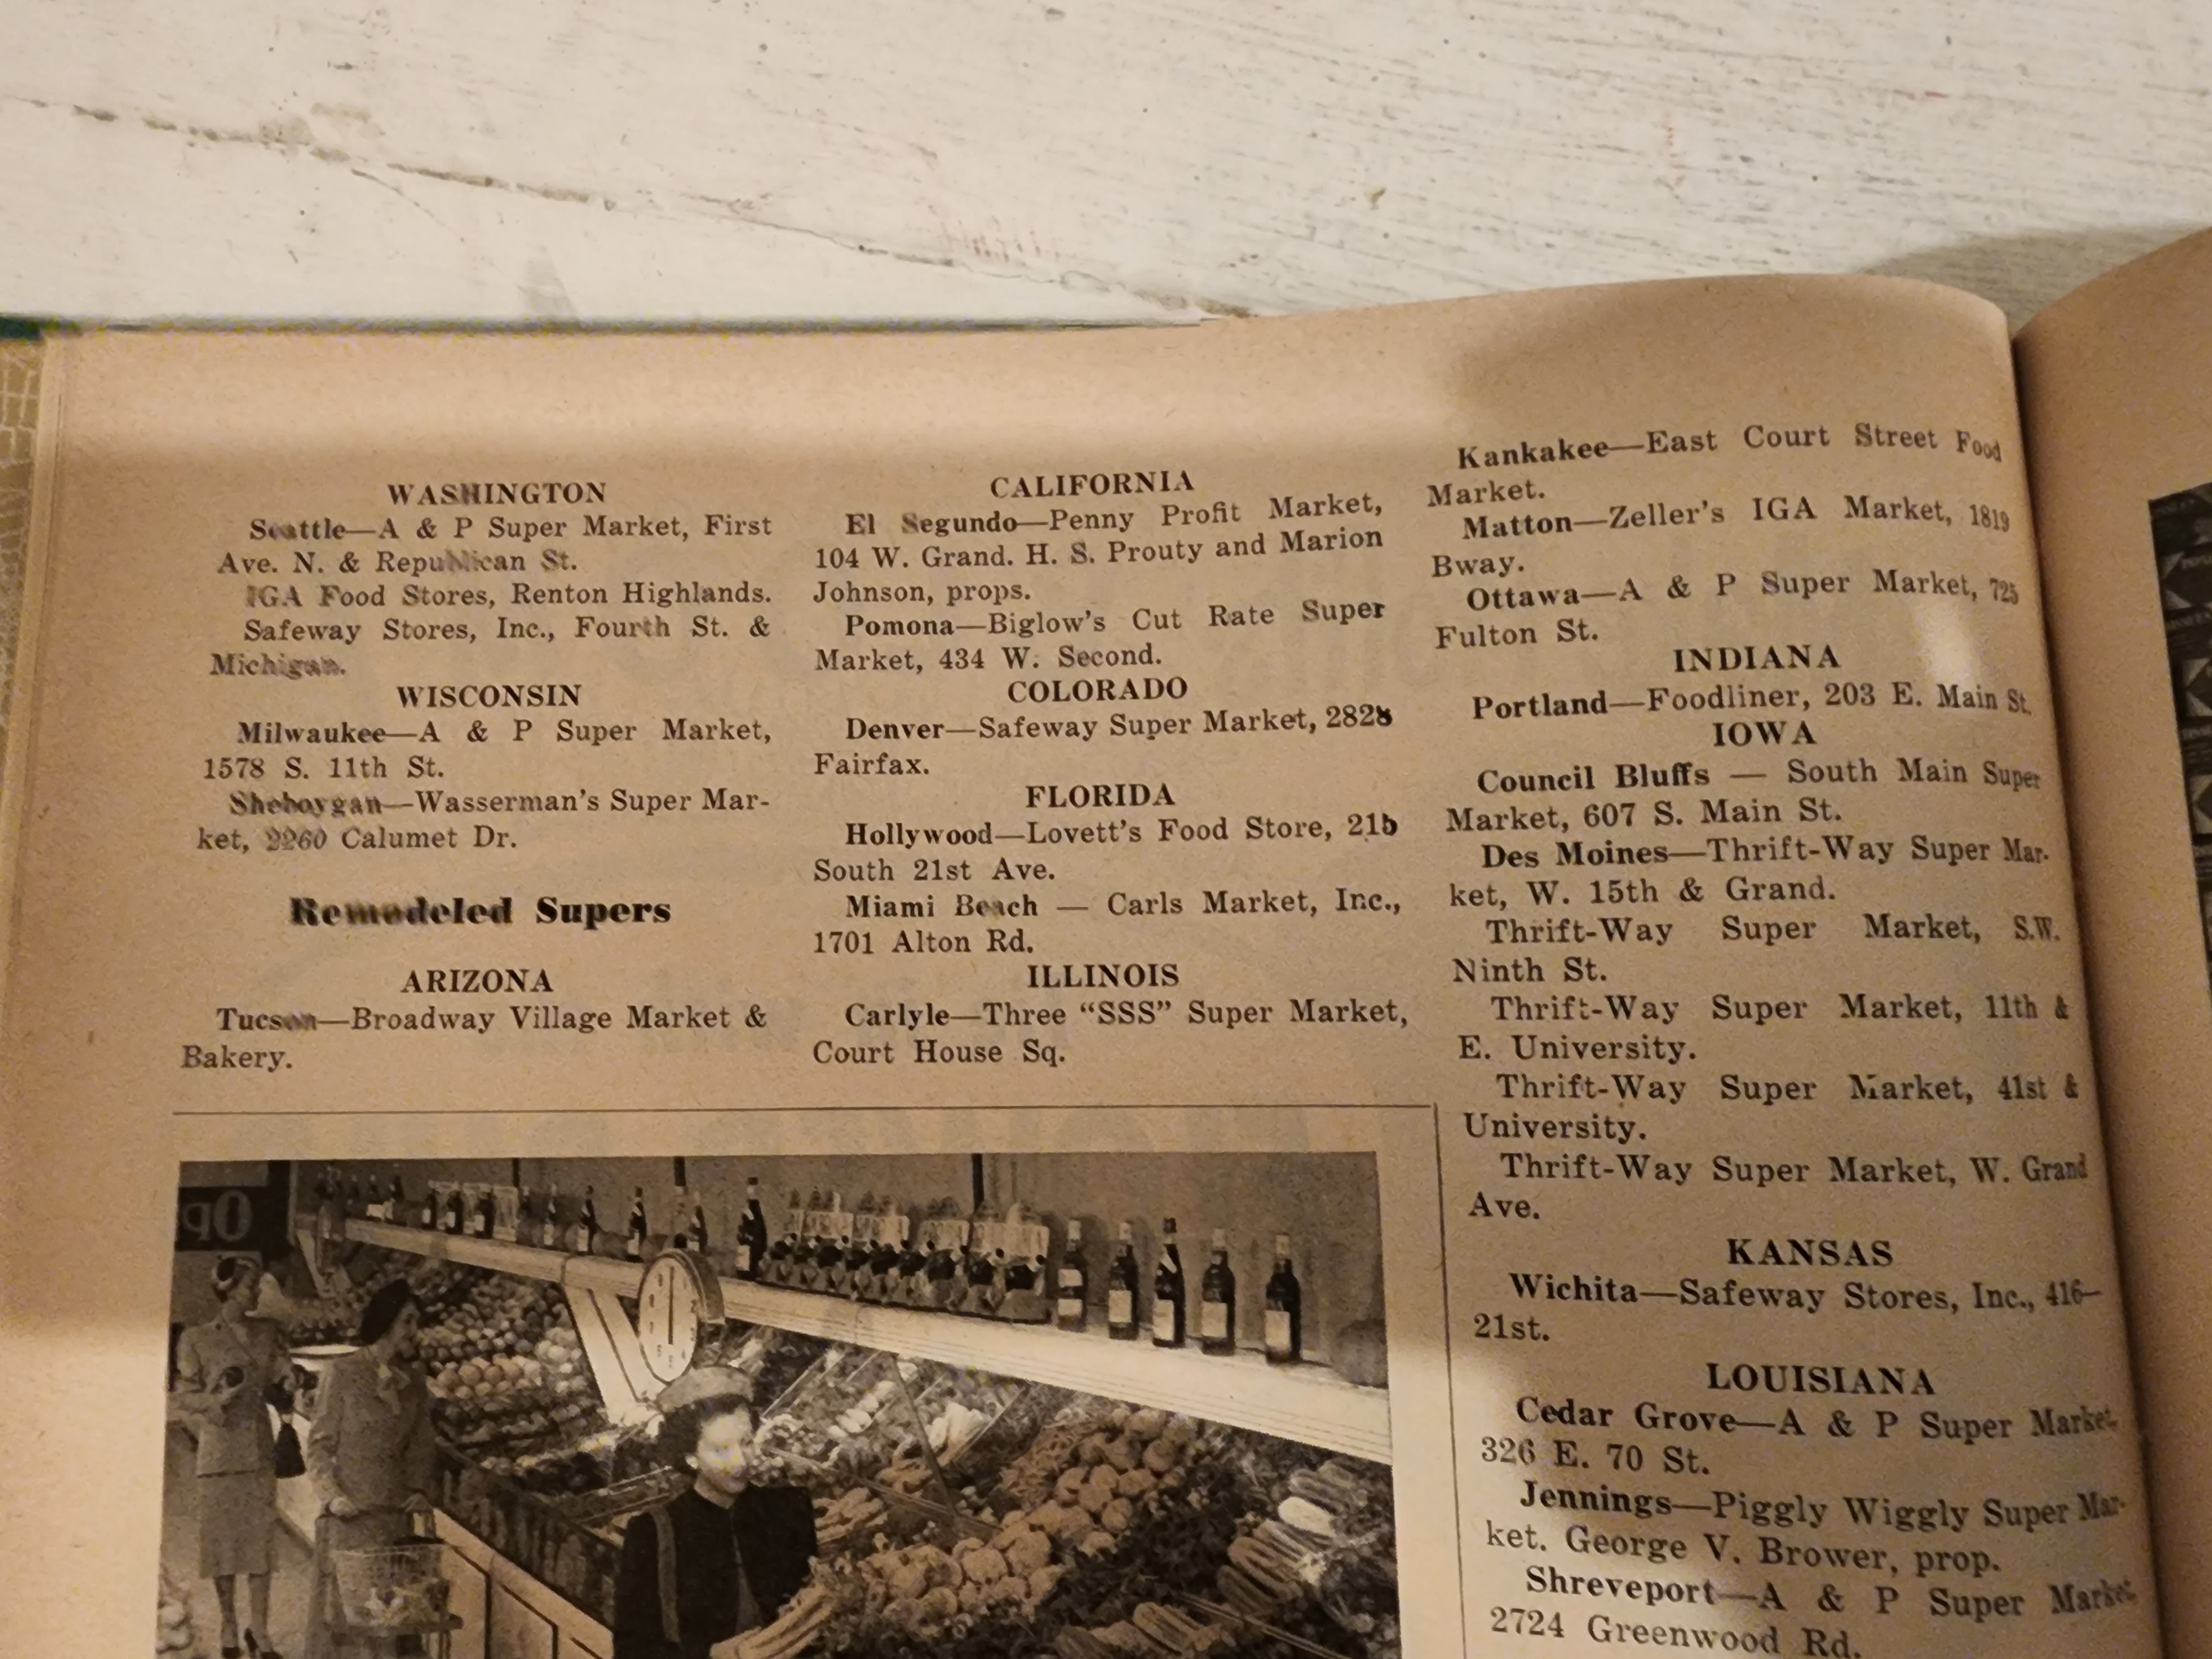 WASHINGTON
Seattle—A & P Super Market, First
Ave. N. & Republican St.
IGA Food Stores, Renton Highlands.
Safeway Stores, Inc., Fourth St. &
Michigan.
WISCONSIN
Milwaukee—A & P Super Market,
1578 S. 11th St.
Sheboygan—Wasserman's Super Mar-
ket, 2260 Calumet Dr.
Remodeled Supers
ARIZONA
Tucson—Broadway Village Market &
Bakery.
CALIFORNIA
El Segundo—Penny Profit Market,
104 W. Grand. H. S. Prouty and Marion
Johnson, props.
Pomona—Biglow's Cut Rate Super
Market, 434 W. Second.
COLORADO
Denver—Safeway Super Market, 2828
Fairfax.
FLORIDA
Hollywood—Lovett's Food Store,
South 21st Ave.
Miami Beach — Carls Market, Inc.,
1701 Alton Rd.
ILLINOIS
Carlyle—Three “SSS” Super Market,
Court House Sq.
Kankakee—East Court Street Food
Market.
Matton—Zeller's IGA Market, 1819
Bway.
Ottawa—A & P Super Market, 725
Fulton St.
INDIANA
Portland—Foodliner, 203 E. Main St.
IOWA
Council Bluffs — South Main Super
Market, 607 S. Main St.
Des Moines—Thrift-Way Super Mar-
ket, W. 15th & Grand.
Thrift-Way Super Market, S.W.
Ninth St.
Thrift-Way Super Market, 11th &
E. University.
Thrift-Way Super Market, 41st &
University.
Thrift-Way Super Market, W. Grand
Ave.
KANSAS
Wichita—Safeway Stores, Inc., 416—
21st.
LOUISIANA
Cedar Grove—A & P Super Market,
326 E. 70 St.
Jennings—Piggly Wiggly Super Mar-
ket. George V. Brower, prop.
Shreveport—A & P Super Market,
2724 Greenwood Rd.